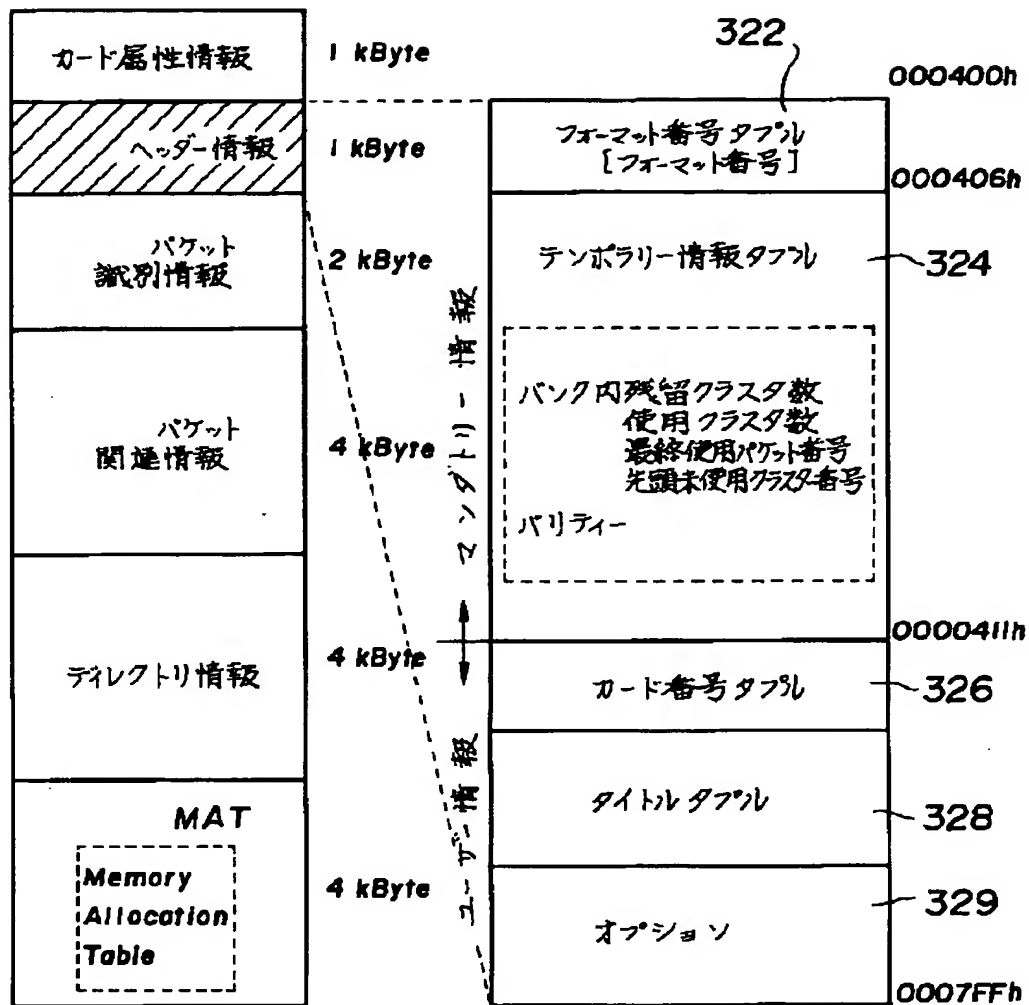 カード属性情報
1 kByte
ヘッダー情報
1 kByte
パケット
識別情報
2 kByte
パケット
関連情報
4 kByte
ディレクトリ情報
4 kByte
MAT
Memory
Allocation
Table
4 kByte
マンダトリー情報
ユーザー情報
322
000400h
フォーマット番号タプル
[フォーマット番号]
000406h
テンポラリー情報タプル
324
バンク内残留クラスタ数
使用クラスタ数
最終使用パケット番号
先頭未使用クラスター番号
パリティー
0000411h
カード番号タプル
326
タイトルタプル
328
オプション
329
0007FFh